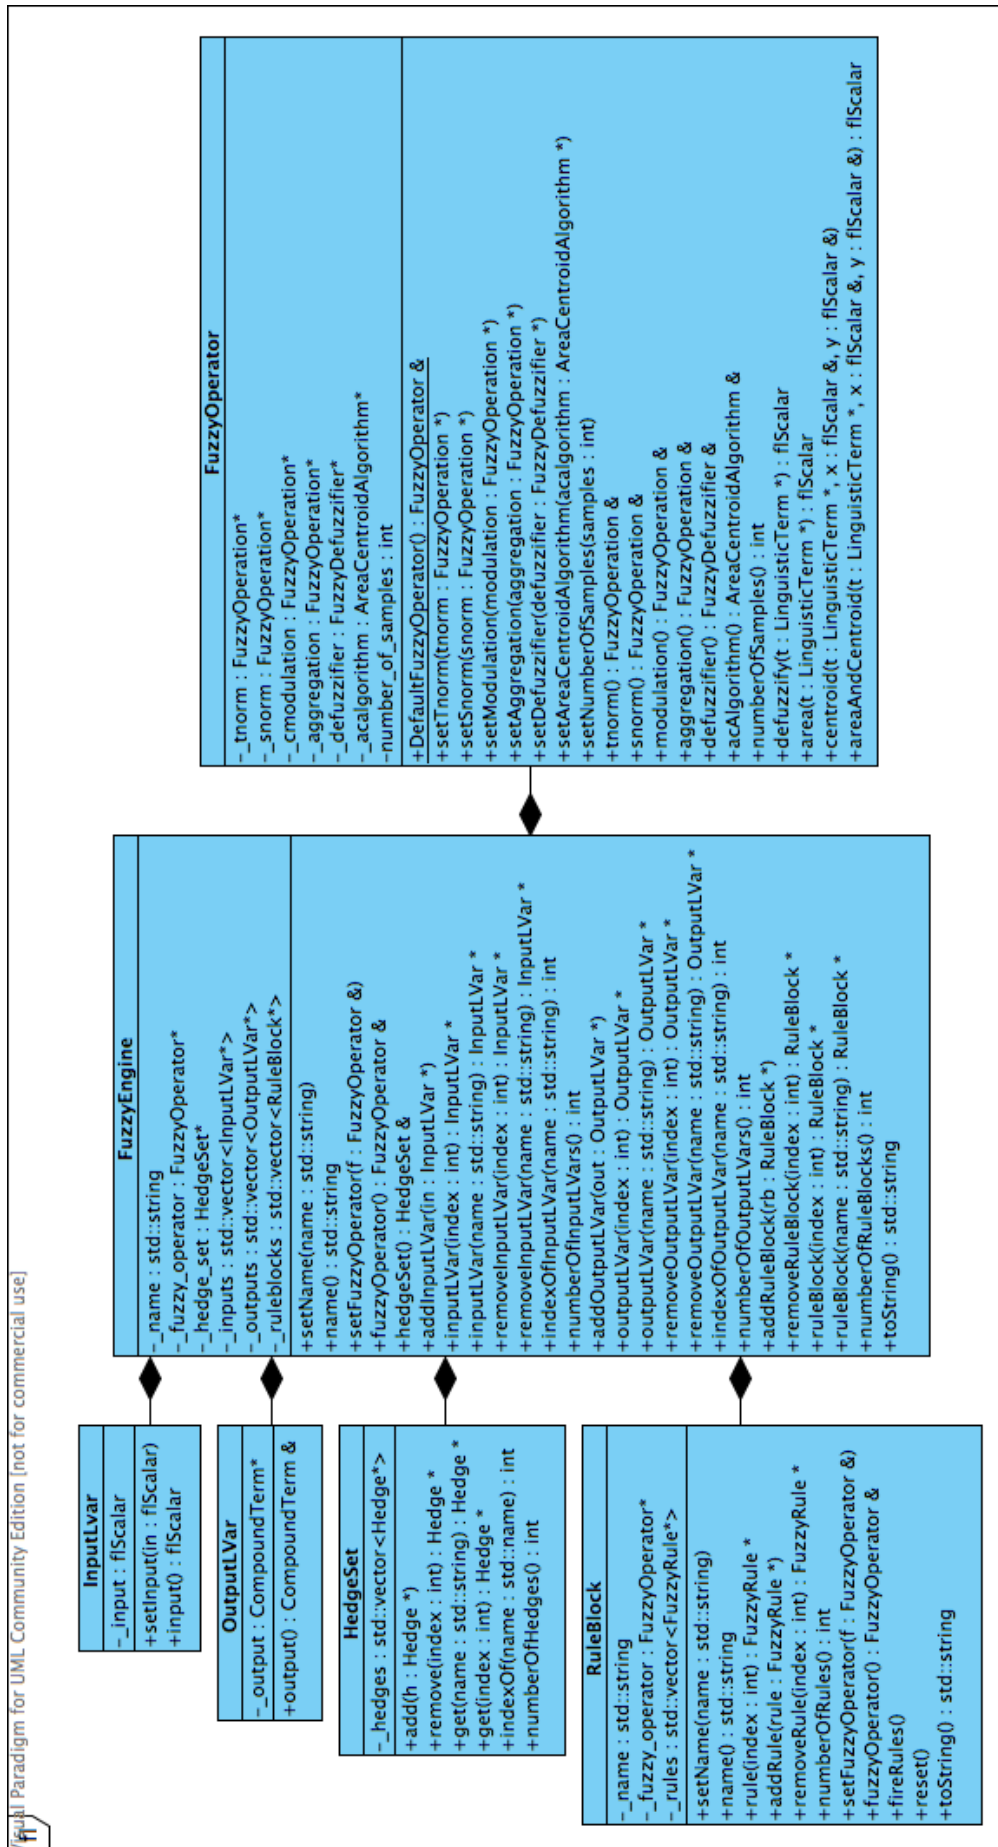 Visual Paradigm for UML Community Edition [not for commercial use]
fl
InputLvar
-_input : flScalar
+setInput(in : flScalar)
+input() : flScalar
OutputLVar
-_output : CompoundTerm*
+output() : CompoundTerm &
HedgeSet
-_hedges : std::vector<Hedge*>
+add(h : Hedge *)
+remove(index : int) : Hedge *
+get(name : std::string) : Hedge *
+get(index : int) : Hedge *
+indexOf(name : std::name) : int
+numberOfHedges() : int
RuleBlock
-_name : std::string
-_fuzzy_operator : FuzzyOperator*
-_rules : std::vector<FuzzyRule*>
+setName(name : std::string)
+name() : std::string
+rule(index : int) : FuzzyRule *
+addRule(rule : FuzzyRule *)
+removeRule(index : int) : FuzzyRule *
+numberOfRules() : int
+setFuzzyOperator(f : FuzzyOperator &)
+fuzzyOperator() : FuzzyOperator &
+fireRules()
+reset()
+toString() : std::string
FuzzyEngine
-_name : std::string
-_fuzzy_operator : FuzzyOperator*
-_hedge_set : HedgeSet*
-_inputs : std::vector<InputLVar*>
-_outputs : std::vector<OutputLVar*>
-_ruleblocks : std::vector<RuleBlock*>
+setName(name : std::string)
+name() : std::string
+setFuzzyOperator(f : FuzzyOperator &)
+fuzzyOperator() : FuzzyOperator &
+hedgeSet() : HedgeSet &
+addInputLVar(in : InputLVar *)
+inputLVar(index : int) : InputLVar *
+inputLVar(name : std::string) : InputLVar *
+removeInputLVar(index : int) : InputLVar *
+removeInputLVar(name : std::string) : InputLVar *
+indexOfInputLVar(name : std::string) : int
+numberOfInputLVars() : int
+addOutputLVar(out : OutputLVar *)
+outputLVar(index : int) : OutputLVar *
+outputLVar(name : std::string) : OutputLVar *
+removeOutputLVar(index : int) : OutputLVar *
+removeOutputLVar(name : std::string) : OutputLVar *
+indexOfOutputLVar(name : std::string) : int
+numberOfOutputLVars() : int
+addRuleBlock(rb : RuleBlock *)
+removeRuleBlock(index : int) : RuleBlock *
+ruleBlock(index : int) : RuleBlock *
+ruleBlock(name : std::string) : RuleBlock *
+numberOfRuleBlocks() : int
+toString() : std::string
FuzzyOperator
-_tnorm : FuzzyOperation*
-_snorm : FuzzyOperation*
-_cmodulation : FuzzyOperation*
-_aggregation : FuzzyOperation*
-_defuzzifier : FuzzyDefuzzifier*
-_acalgorithm : AreaCentroidAlgorithm*
-number_of_samples : int
+DefaultFuzzyOperator() : FuzzyOperator &
+setTnorm(tnorm : FuzzyOperation *)
+setSnorm(snorm : FuzzyOperation *)
+setModulation(modulation : FuzzyOperation *)
+setAggregation(aggregation : FuzzyOperation *)
+setDefuzzifier(defuzzifier : FuzzyDefuzzifier *)
+setAreaCentroidAlgorithm(acalgorithm : AreaCentroidAlgorithm *)
+setNumberOfSamples(samples : int)
+tnorm() : FuzzyOperation &
+snorm() : FuzzyOperation &
+modulation() : FuzzyOperation &
+aggregation() : FuzzyOperation &
+defuzzifier() : FuzzyDefuzzifier &
+acAlgorithm() : AreaCentroidAlgorithm &
+numberOfSamples() : int
+defuzzify(t : LinguisticTerm *) : flScalar
+area(t : LinguisticTerm *) : flScalar
+centroid(t : LinguisticTerm *, x : flScalar &, y : flScalar &)
+areaAndCentroid(t : LinguisticTerm *, x : flScalar &, y : flScalar &) : flScalar